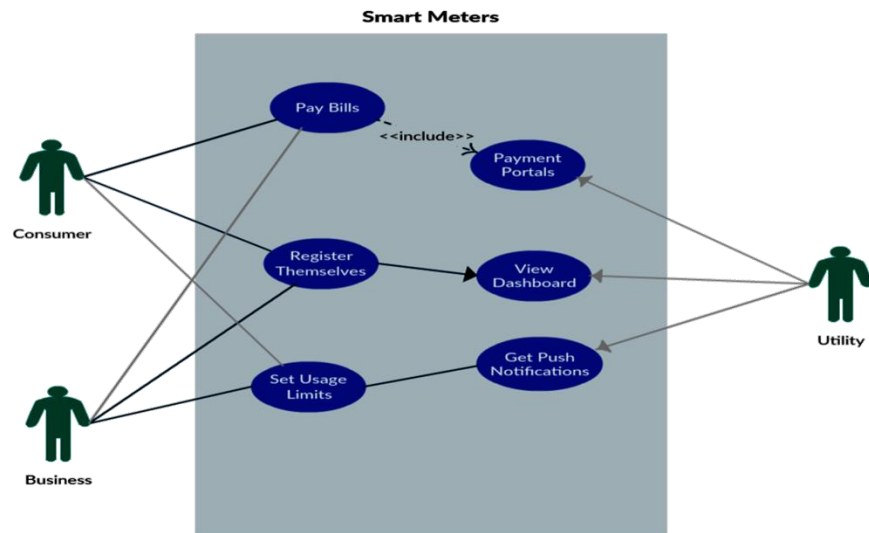 Smart Meters
Pay Bills
<<include>>
Payment
Portals
Consumer
Register
Themselves
View
Dashboard
Utility
Set Usage
Limits
Get Push
Notifications
Business